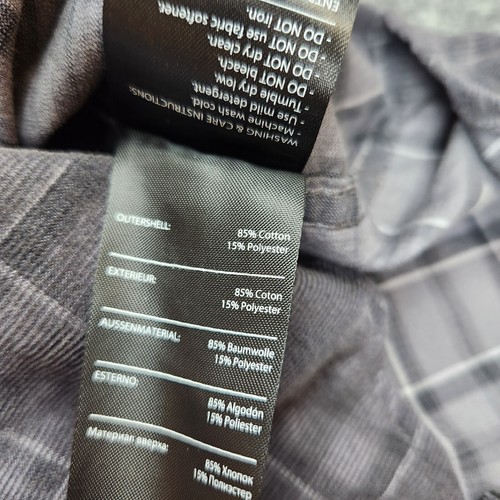 WASHING & CARE INSTRUCTIONS:
- Machine wash cold.
- Use mild detergent.
- Tumble dry low.
- DO NOT bleach.
- DO NOT dry clean.
- DO NOT use fabric softener.
- DO NOT iron.
OUTERSHELL:
85% Cotton
15% Polyester
EXTERIEUR:
85% Coton
15% Polyester
AUSSENMATERIAL:
85% Baumwolle
15% Polyester
ESTERNO:
85% Algodón
15% Poliester
Материал вверха:
85% Хлопок
15% Полиэстер